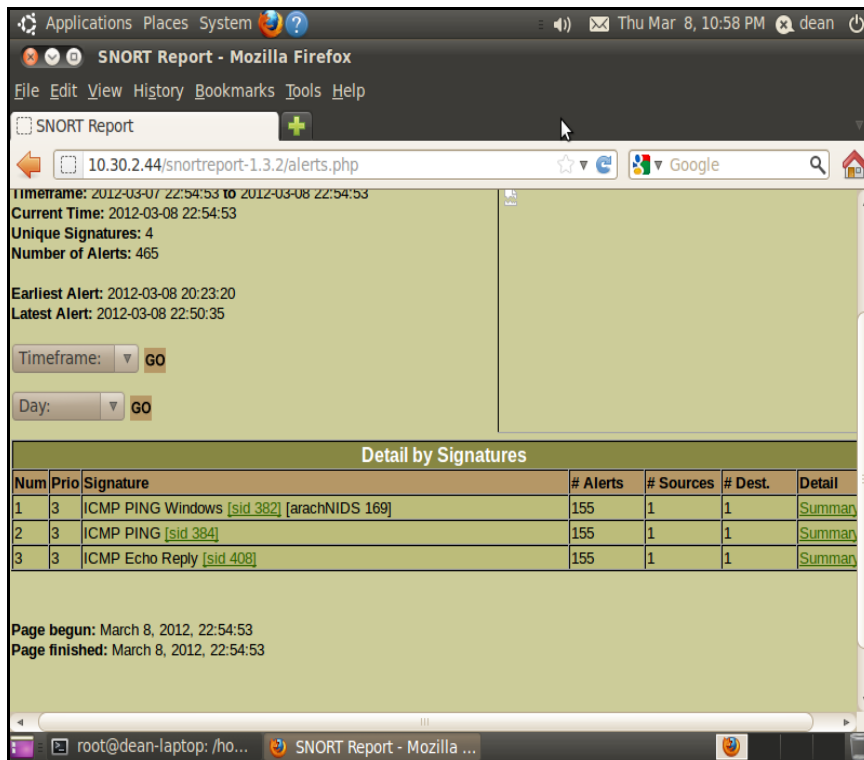 Applications Places System Thu Mar 8, 10:58 PM dean
SNORT Report - Mozilla Firefox
File Edit View History Bookmarks Tools Help
SNORT Report
10.30.2.44/snortreport-1.3.2/alerts.php Google
Timeframe: 2012-03-07 22:54:53 to 2012-03-08 22:54:53
Current Time: 2012-03-08 22:54:53
Unique Signatures: 4
Number of Alerts: 465
Earliest Alert: 2012-03-08 20:23:20
Latest Alert: 2012-03-08 22:50:35
Timeframe: GO
Day: GO
Detail by Signatures
Num Prio Signature # Alerts # Sources # Dest. Detail
1 3 ICMP PING Windows [sid 382] [arachNIDS 169] 155 1 1 Summary
2 3 ICMP PING [sid 384] 155 1 1 Summary
3 3 ICMP Echo Reply [sid 408] 155 1 1 Summary
Page begun: March 8, 2012, 22:54:53
Page finished: March 8, 2012, 22:54:53
root@dean-laptop: /ho... SNORT Report - Mozilla ...